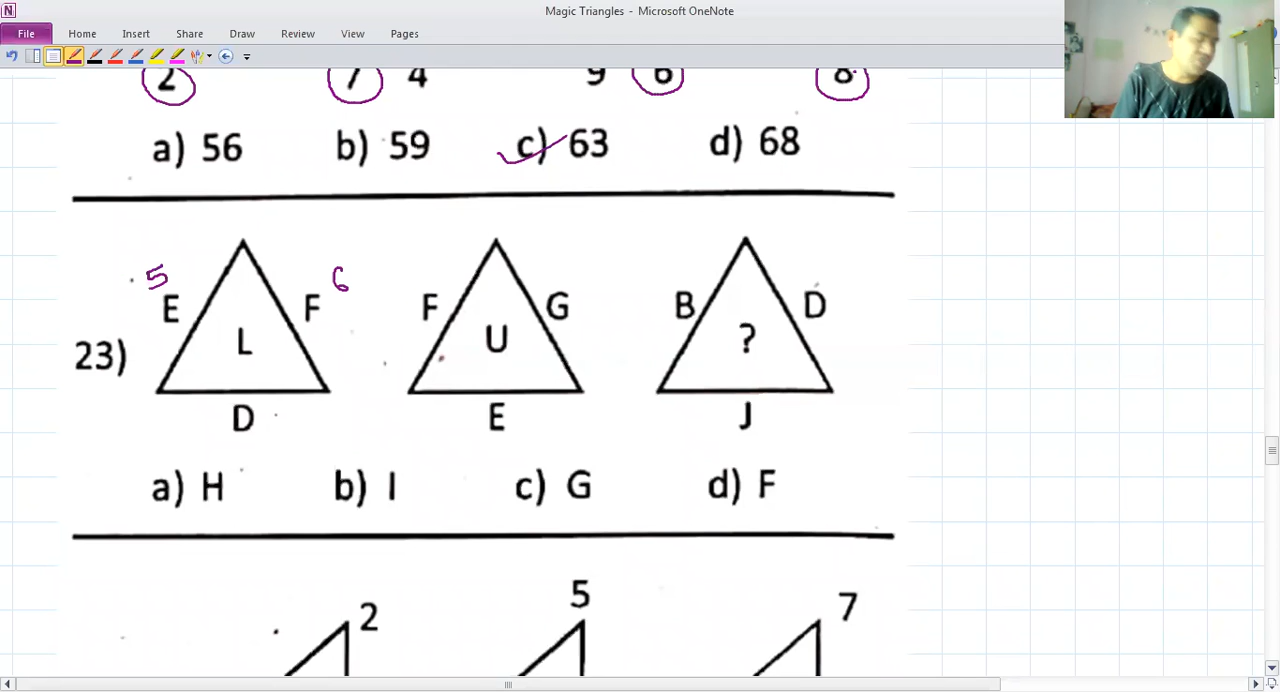 Magic Triangles - Microsoft OneNote
File Home Insert Share Draw Review View Pages
2 7 4 9 6 8
a) 56 b) 59 c) 63 d) 68
5 6
E F F G B D
L U ?
23)
D E J
a) H b) I c) G d) F
2 5 7